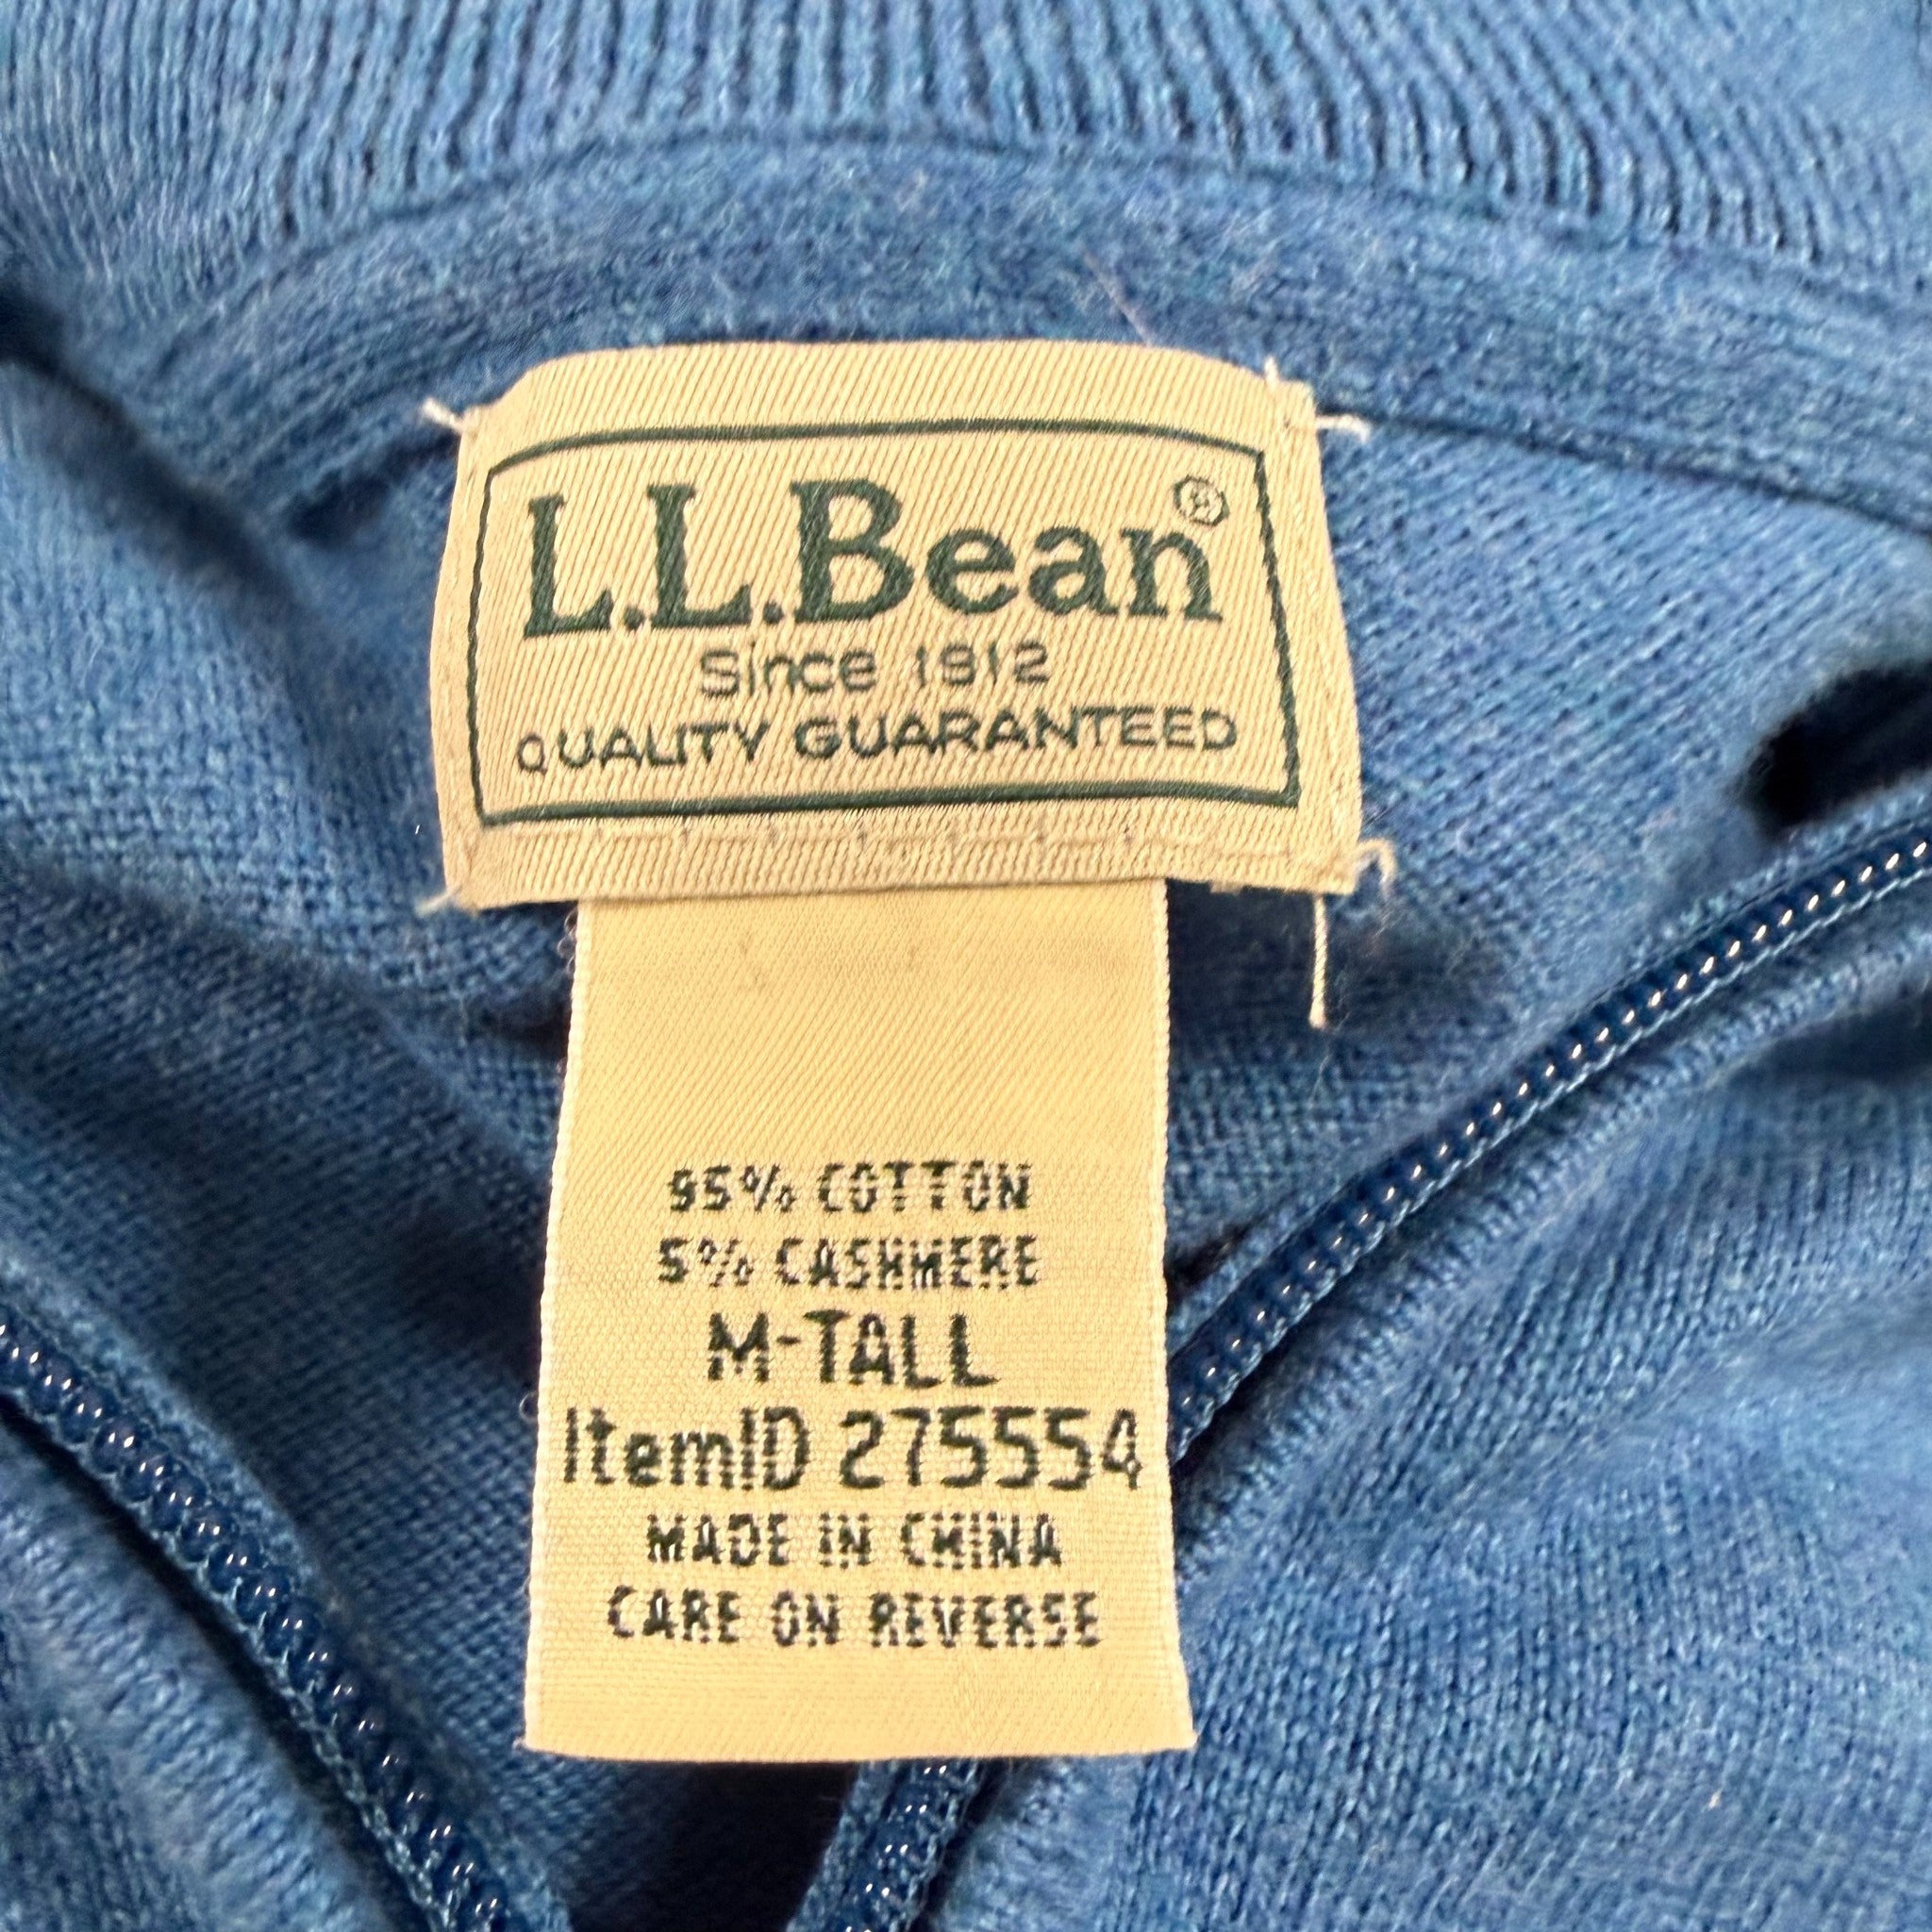 L.L.Bean®
Since 1912
QUALITY GUARANTEED
95% COTTON
5% CASHMERE
M-TALL
ItemID 275554
MADE IN CHINA
CARE ON REVERSE